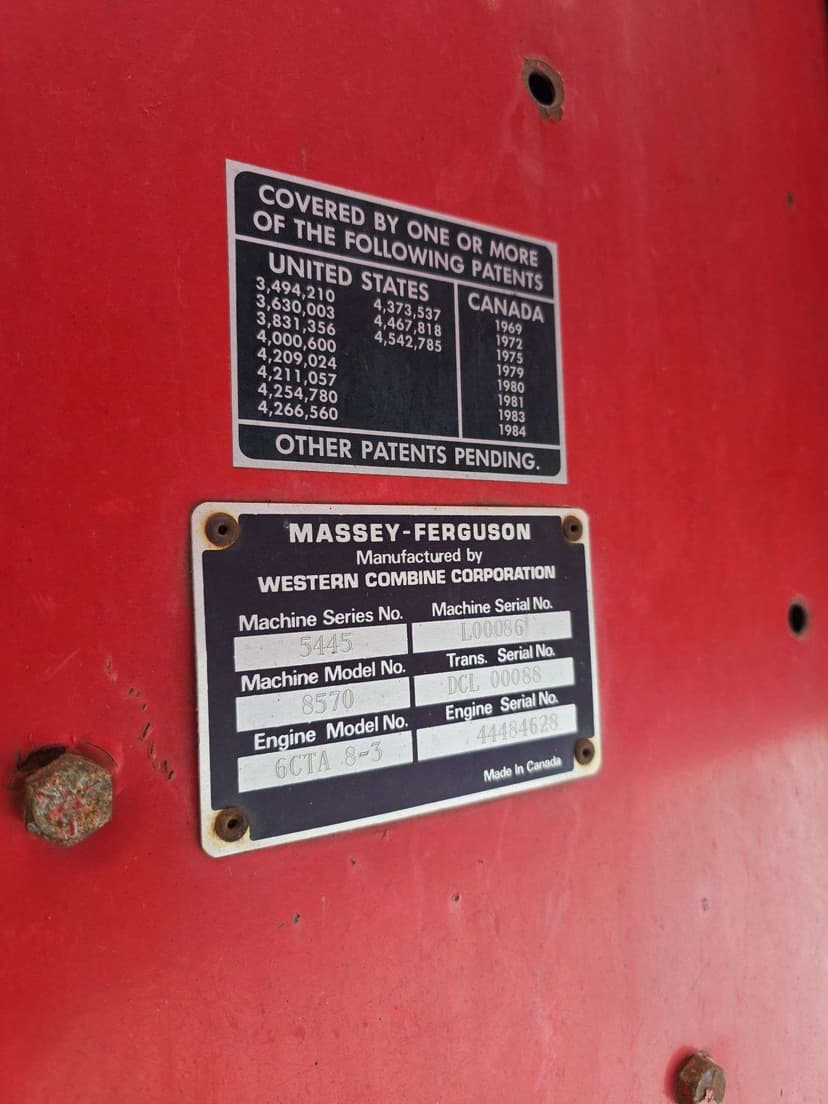 COVERED BY ONE OR MORE
OF THE FOLLOWING PATENTS
UNITED STATES
3,494,210
3,630,003
3,831,356
4,000,600
4,209,024
4,211,057
4,254,780
4,266,560
4,373,537
4,467,818
4,542,785
CANADA
1969
1972
1975
1979
1980
1981
1983
1984
OTHER PATENTS PENDING.
MASSEY-FERGUSON
Manufactured by
WESTERN COMBINE CORPORATION
Machine Series No.
5445
Machine Serial No.
L00086
Machine Model No.
8570
Trans. Serial No.
DCL 00088
Engine Model No.
6CTA 8-3
Engine Serial No.
44484628
Made In Canada